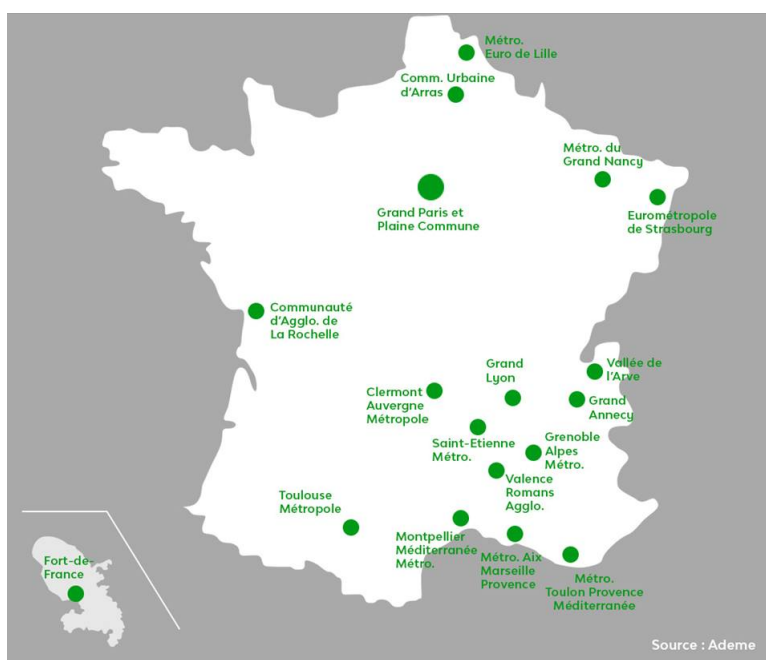 Métro.
Euro de Lille
Comm. Urbaine
d'Arras
Métro. du
Grand Nancy
Grand Paris et
Plaine Commune
Eurométropole
de Strasbourg
Communauté
d'Agglo. de
La Rochelle
Vallée de
l'Arve
Grand
Lyon
Clermont
Auvergne
Métropole
Grand
Annecy
Saint-Etienne
Métro.
Grenoble
Alpes
Métro.
Valence
Romans
Agglo.
Toulouse
Métropole
Montpellier
Méditerranée
Métro.
Métro. Aix
Marseille
Provence
Métro.
Toulon Provence
Méditerranée
Fort-de-
France
Source : Ademe